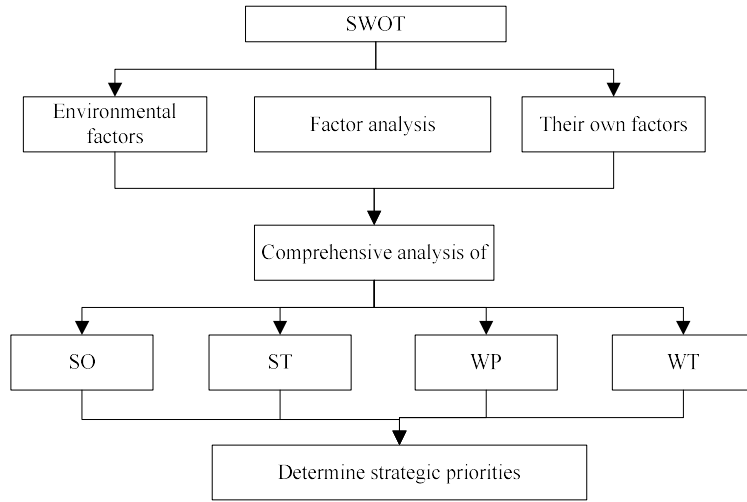 SWOT
Environmental
factors
Factor analysis
Their own factors
Comprehensive analysis of
SO
ST
WP
WT
Determine strategic priorities